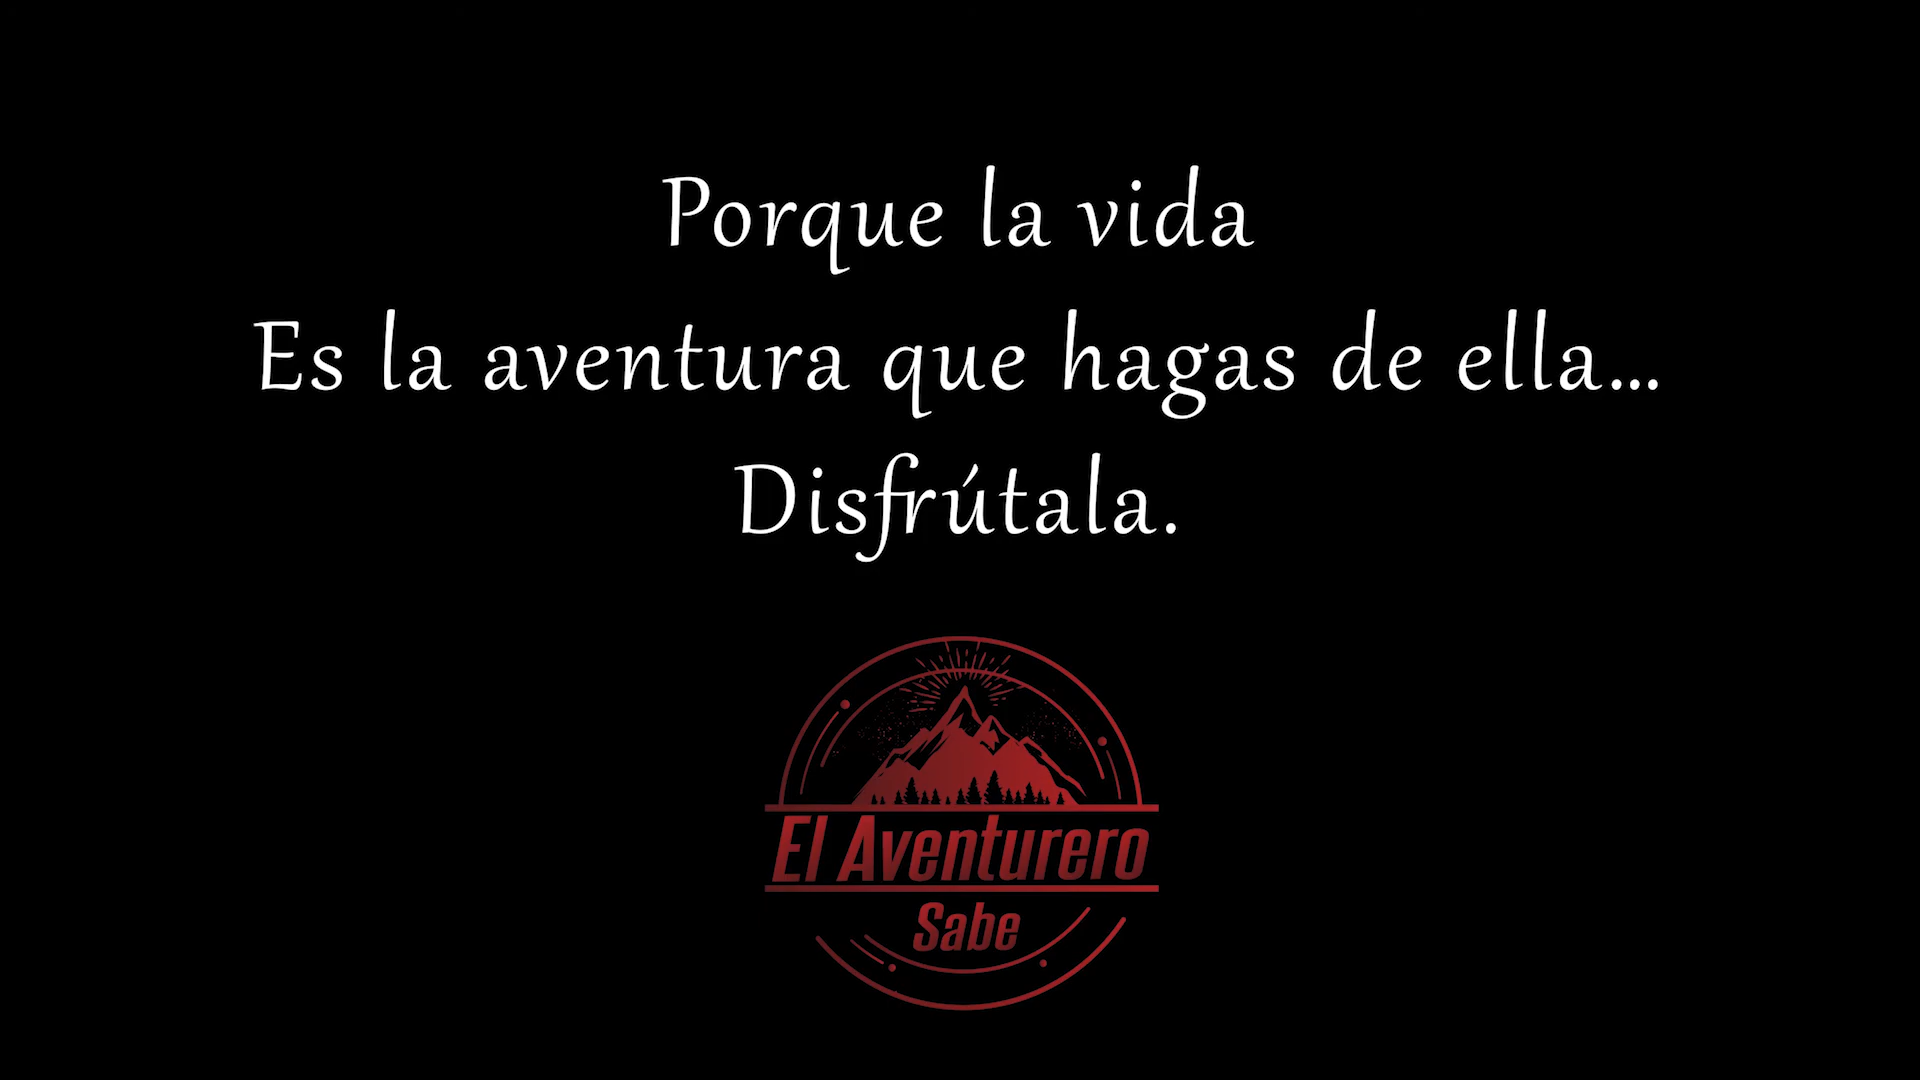 Porque la vida
Es la aventura que hagas de ella...
Disfrútala.
El Aventurero
Sabe